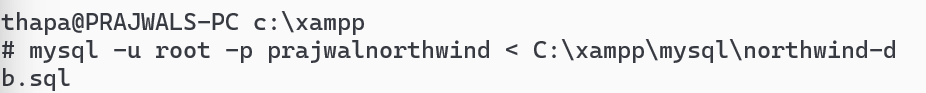 thapa@PRAJWALS-PC c:\xampp
# mysql -u root -p prajwalnorthwind < C:\xampp\mysql\northwind-d
b.sql